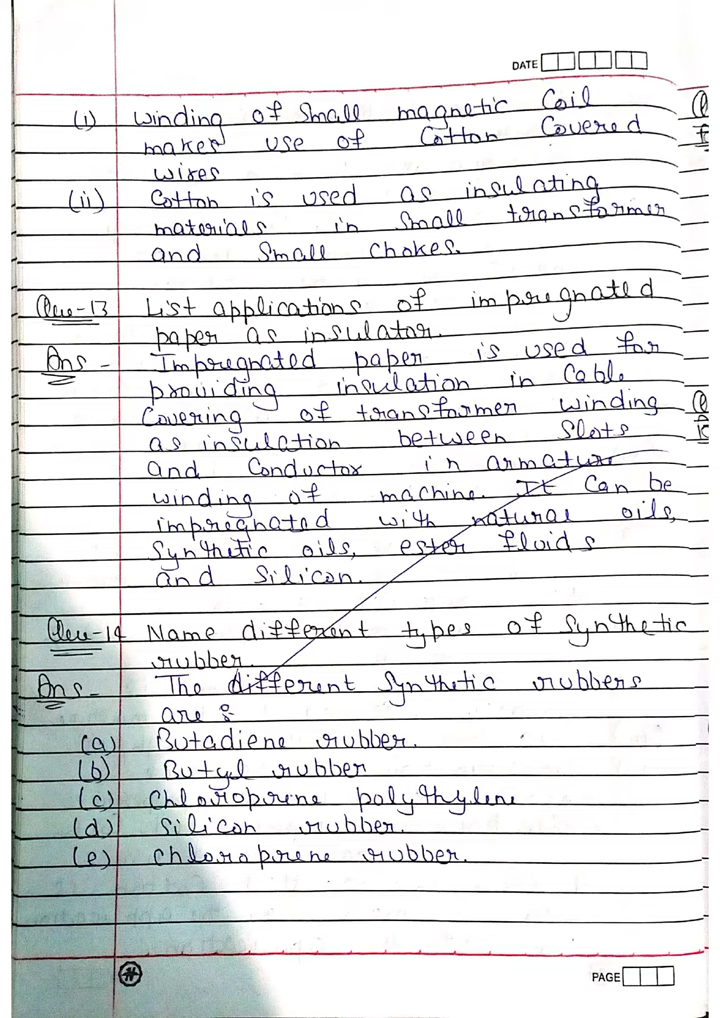 DATE
(i) Winding of small magnetic Coil
makes use of Cotton Covered
wires
(ii) Cotton is used as insulating
materials in small transformer
and small chokes.
Que-13 List applications of impregnated
paper as insulator.
Ans - Impregnated paper is used for
providing insulation in Cable
Covering of transformer winding
as insulation between slots
and Conductor in armature
winding of machine. It can be
impregnated with natural oils,
Synthetic oils, ester fluids
and silicon.
Que-14 Name different types of Synthetic
rubber.
Ans - The different Synthetic rubbers
are :
(a) Butadiene rubber.
(b) Butyl rubber
(c) Chloroprene polythylene
(d) Silicon rubber.
(e) Chloroprene rubber.
PAGE